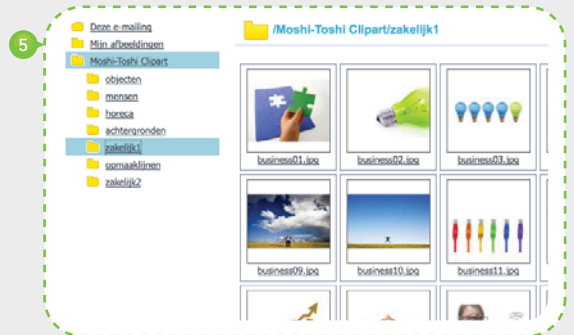 5
Deze e-mailing
Mijn afbeeldingen
Moshi-Toshi Clipart
objecten
mensen
horeca
achtergronden
zakelijk1
opmaaklijnen
zakelijk2
/Moshi-Toshi Clipart/zakelijk1
business01.jpg
business02.jpg
business03.jpg
business09.jpg
business10.jpg
business11.jpg